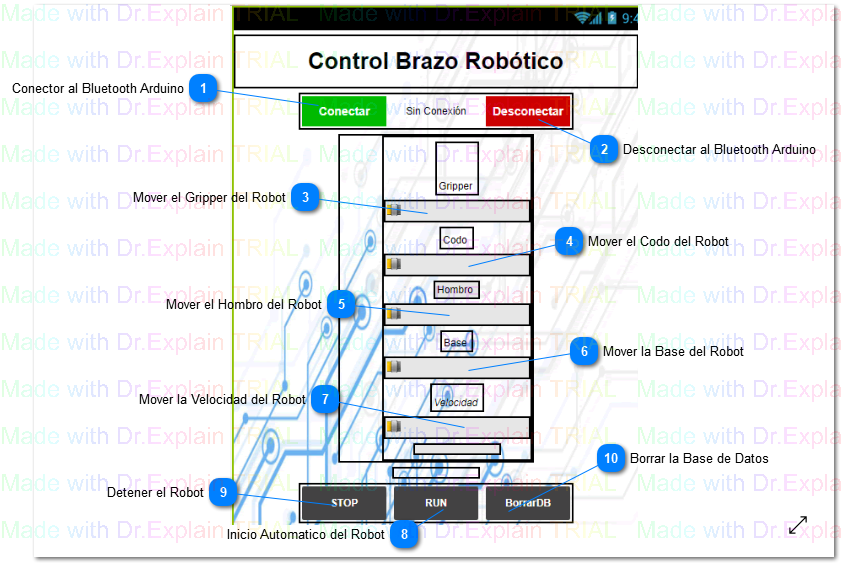 9:4
Control Brazo Robótico
Conector al Bluetooth Arduino
1
Conectar
Sin Conexión
Desconectar
2
Desconectar al Bluetooth Arduino
Gripper
Mover el Gripper del Robot
3
Codo
4
Mover el Codo del Robot
Hombro
Mover el Hombro del Robot
5
Base
6
Mover la Base del Robot
Mover la Velocidad del Robot
7
Velocidad
10
Borrar la Base de Datos
Detener el Robot
9
STOP
RUN
BorrarDB
Inicio Automatico del Robot
8
Made with Dr.Explain TRIAL